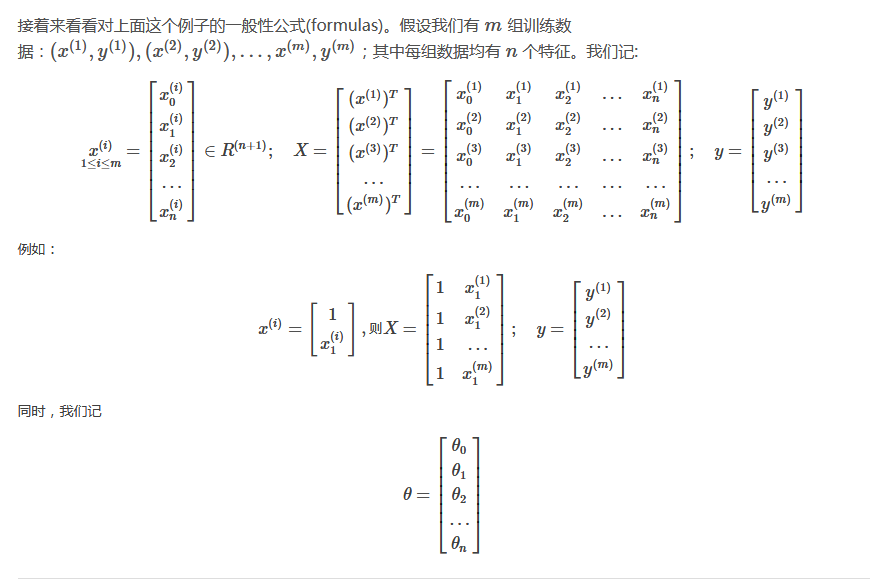 接着来看看对上面这个例子的一般性公式(formulas)。假设我们有 $m$ 组训练数
据：$(x^{(1)}, y^{(1)}), (x^{(2)}, y^{(2)}), \ldots, x^{(m)}, y^{(m)}$；其中每组数据均有 $n$ 个特征。我们记:
$\underset{1 \le i \le m}{x^{(i)}} = \begin{bmatrix} x_0^{(i)} \\ x_1^{(i)} \\ x_2^{(i)} \\ \ldots \\ x_n^{(i)} \end{bmatrix} \in R^{(n+1)}; \quad X = \begin{bmatrix} (x^{(1)})^T \\ (x^{(2)})^T \\ (x^{(3)})^T \\ \ldots \\ (x^{(m)})^T \end{bmatrix} = \begin{bmatrix} x_0^{(1)} & x_1^{(1)} & x_2^{(1)} & \ldots & x_n^{(1)} \\ x_0^{(2)} & x_1^{(2)} & x_2^{(2)} & \ldots & x_n^{(2)} \\ x_0^{(3)} & x_1^{(3)} & x_2^{(3)} & \ldots & x_n^{(3)} \\ \ldots & \ldots & \ldots & \ldots & \ldots \\ x_0^{(m)} & x_1^{(m)} & x_2^{(m)} & \ldots & x_n^{(m)} \end{bmatrix}; \quad y = \begin{bmatrix} y^{(1)} \\ y^{(2)} \\ y^{(3)} \\ \ldots \\ y^{(m)} \end{bmatrix}$
例如：
$x^{(i)} = \begin{bmatrix} 1 \\ x_1^{(i)} \end{bmatrix}, 则 X = \begin{bmatrix} 1 & x_1^{(1)} \\ 1 & x_1^{(2)} \\ 1 & \ldots \\ 1 & x_1^{(m)} \end{bmatrix}; \quad y = \begin{bmatrix} y^{(1)} \\ y^{(2)} \\ \ldots \\ y^{(m)} \end{bmatrix}$
同时，我们记
$\theta = \begin{bmatrix} \theta_0 \\ \theta_1 \\ \theta_2 \\ \ldots \\ \theta_n \end{bmatrix}$